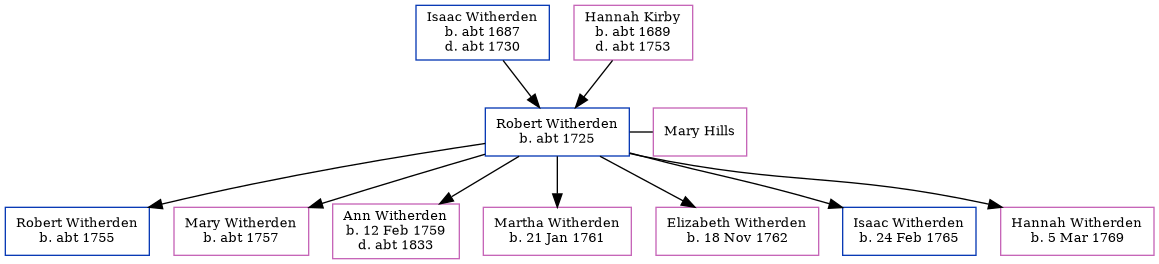 Isaac Witherden
b. abt 1687
d. abt 1730
Hannah Kirby
b. abt 1689
d. abt 1753
Robert Witherden
b. abt 1725
Mary Hills
Robert Witherden
b. abt 1755
Mary Witherden
b. abt 1757
Ann Witherden
b. 12 Feb 1759
d. abt 1833
Martha Witherden
b. 21 Jan 1761
Elizabeth Witherden
b. 18 Nov 1762
Isaac Witherden
b. 24 Feb 1765
Hannah Witherden
b. 5 Mar 1769